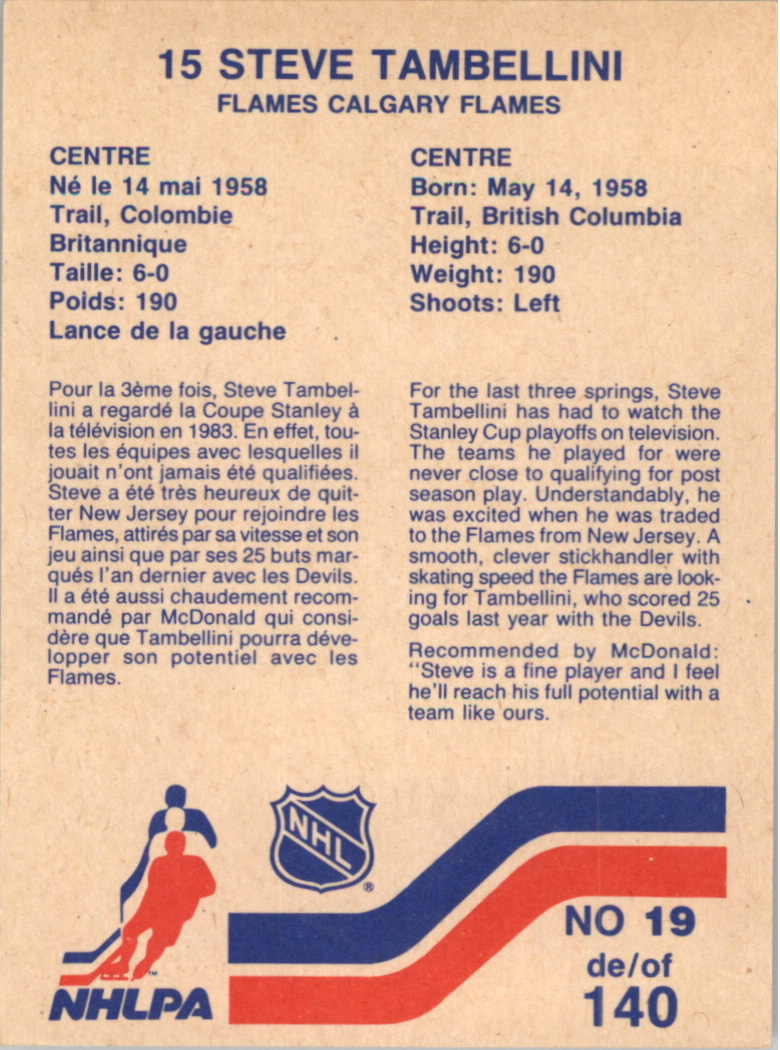 15 STEVE TAMBELLINI
FLAMES CALGARY FLAMES
CENTRE
Né le 14 mai 1958
Trail, Colombie
Britannique
Taille: 6-0
Poids: 190
Lance de la gauche
CENTRE
Born: May 14, 1958
Trail, British Columbia
Height: 6-0
Weight: 190
Shoots: Left
Pour la 3ème fois, Steve Tambel-
lini a regardé la Coupe Stanley à
la télévision en 1983. En effet, tou-
tes les équipes avec lesquelles il
jouait n'ont jamais été qualifiées.
Steve a été très heureux de quit-
ter New Jersey pour rejoindre les
Flames, attirés par sa vitesse et son
jeu ainsi que par ses 25 buts mar-
qués l'an dernier avec les Devils.
Il a été aussi chaudement recom-
mandé par McDonald qui consi-
dère que Tambellini pourra déve-
lopper son potentiel avec les
Flames.
For the last three springs, Steve
Tambellini has had to watch the
Stanley Cup playoffs on television.
The teams he played for were
never close to qualifying for post
season play. Understandably, he
was excited when he was traded
to the Flames from New Jersey. A
smooth, clever stickhandler with
skating speed the Flames are look-
ing for Tambellini, who scored 25
goals last year with the Devils.
Recommended by McDonald:
"Steve is a fine player and I feel
he'll reach his full potential with a
team like ours.
NHL
®
™
NHLPA
NO 19
de/of
140